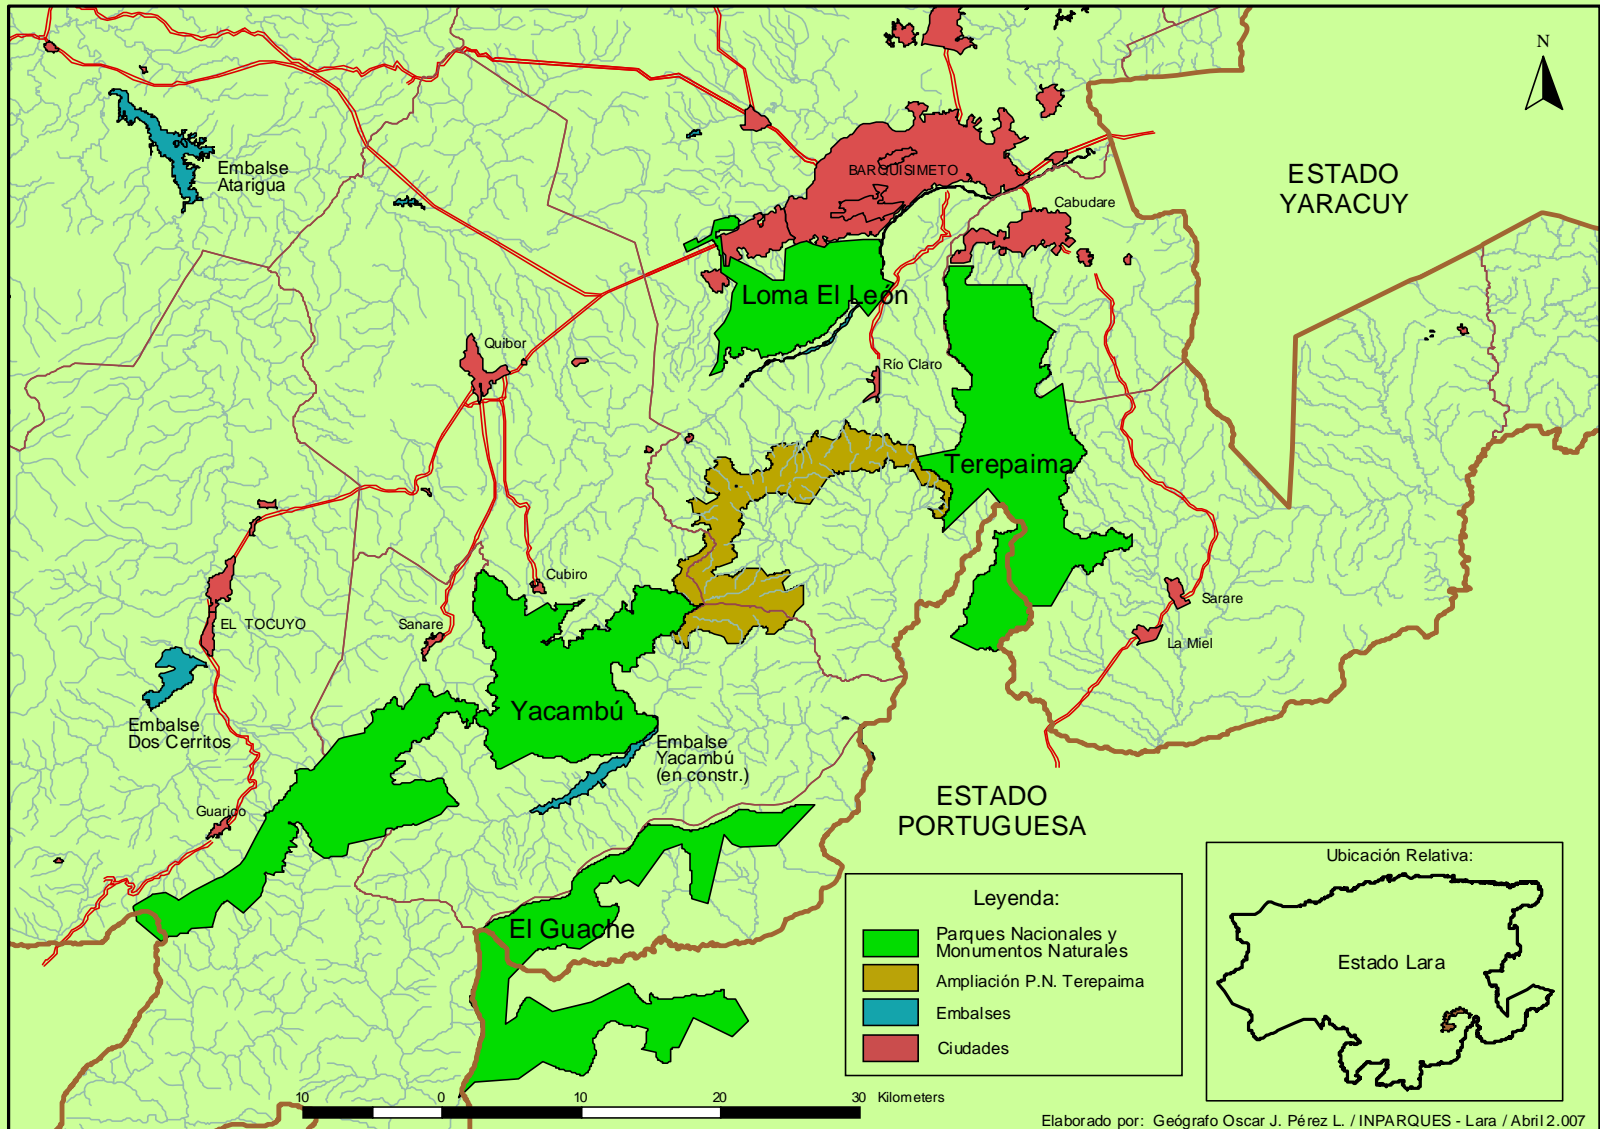 N
Embalse
Atarigua
BARQUISIMETO
Cabudare
ESTADO
YARACUY
Loma El León
Quibor
Río Claro
Terepaima
Cubiro
Sanare
EL TOCUYO
Sarare
La Miel
Embalse
Dos Cerritos
Yacambú
Embalse
Yacambú
(en constr.)
Guarico
ESTADO
PORTUGUESA
El Guache
Leyenda:
Parques Nacionales y
Monumentos Naturales
Ampliación P.N. Terepaima
Embalses
Ciudades
Ubicación Relativa:
Estado Lara
10 0 10 20 30 Kilometers
Elaborado por: Geógrafo Oscar J. Pérez L. / INPARQUES - Lara / Abril 2.007